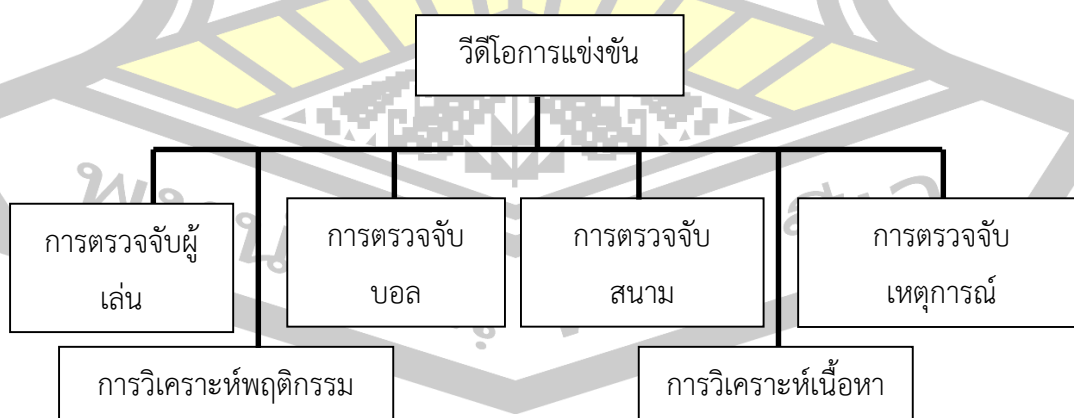 วีดีโอการแข่งขัน
การตรวจจับผู้
เล่น
การตรวจจับ
บอล
การตรวจจับ
สนาม
การตรวจจับ
เหตุการณ์
การวิเคราะห์พฤติกรรม
การวิเคราะห์เนื้อหา